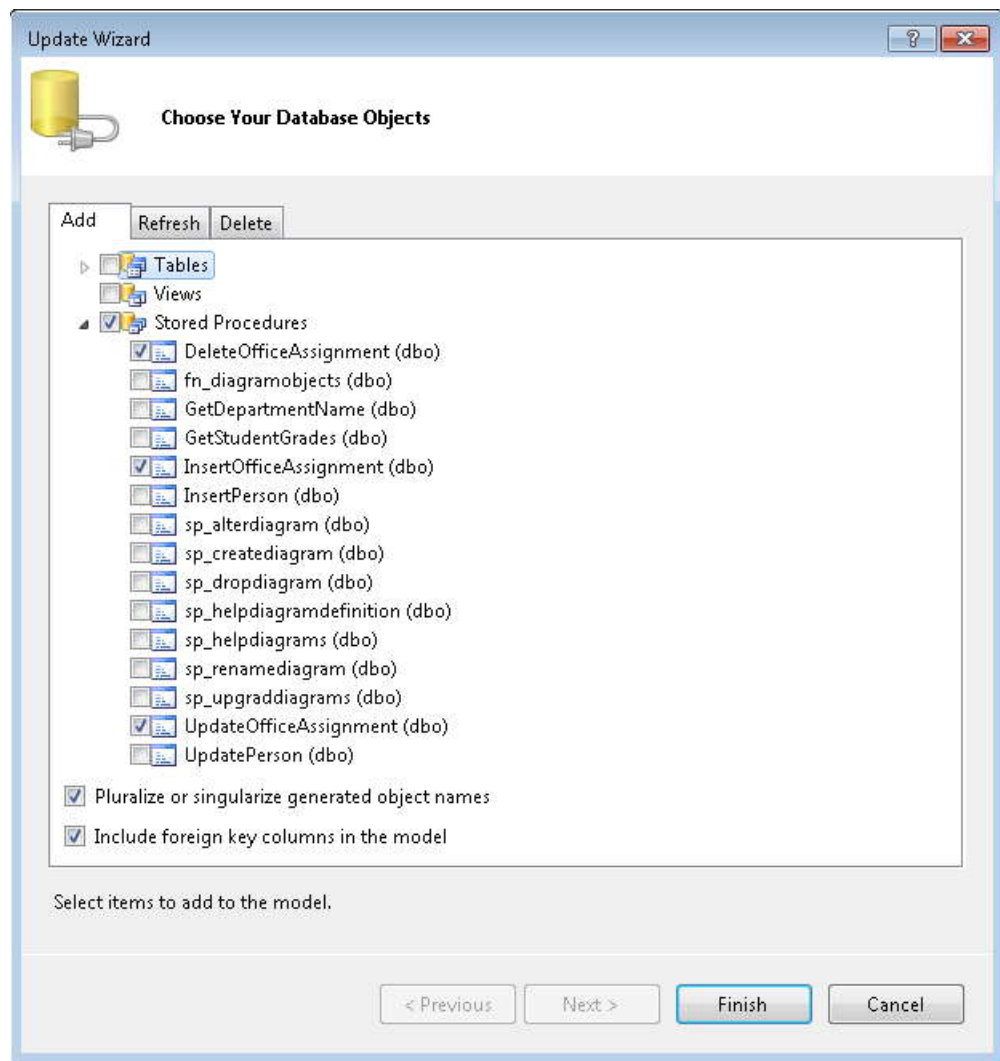 Update Wizard
Choose Your Database Objects
Add Refresh Delete
Tables
Views
Stored Procedures
DeleteOfficeAssignment (dbo)
fn_diagramobjects (dbo)
GetDepartmentName (dbo)
GetStudentGrades (dbo)
InsertOfficeAssignment (dbo)
InsertPerson (dbo)
sp_alterdiagram (dbo)
sp_creatediagram (dbo)
sp_dropdiagram (dbo)
sp_helpdiagramdefinition (dbo)
sp_helpdiagrams (dbo)
sp_renamediagram (dbo)
sp_upgraddiagrams (dbo)
UpdateOfficeAssignment (dbo)
UpdatePerson (dbo)
Pluralize or singularize generated object names
Include foreign key columns in the model
Select items to add to the model.
< Previous Next > Finish Cancel